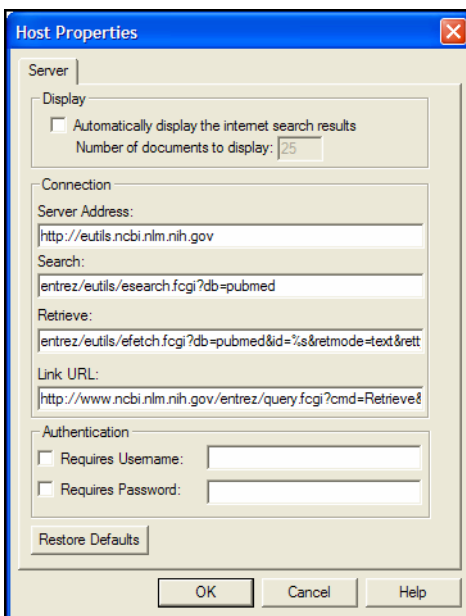 Host Properties
Server
Display
Automatically display the internet search results
Number of documents to display: 25
Connection
Server Address:
http://eutils.ncbi.nlm.nih.gov
Search:
entrez/eutils/esearch.fcgi?db=pubmed
Retrieve:
entrez/eutils/efetch.fcgi?db=pubmed&id=%s&retmode=text&rett
Link URL:
http://www.ncbi.nlm.nih.gov/entrez/query.fcgi?cmd=Retrieve&
Authentication
Requires Username:
Requires Password:
Restore Defaults
OK Cancel Help